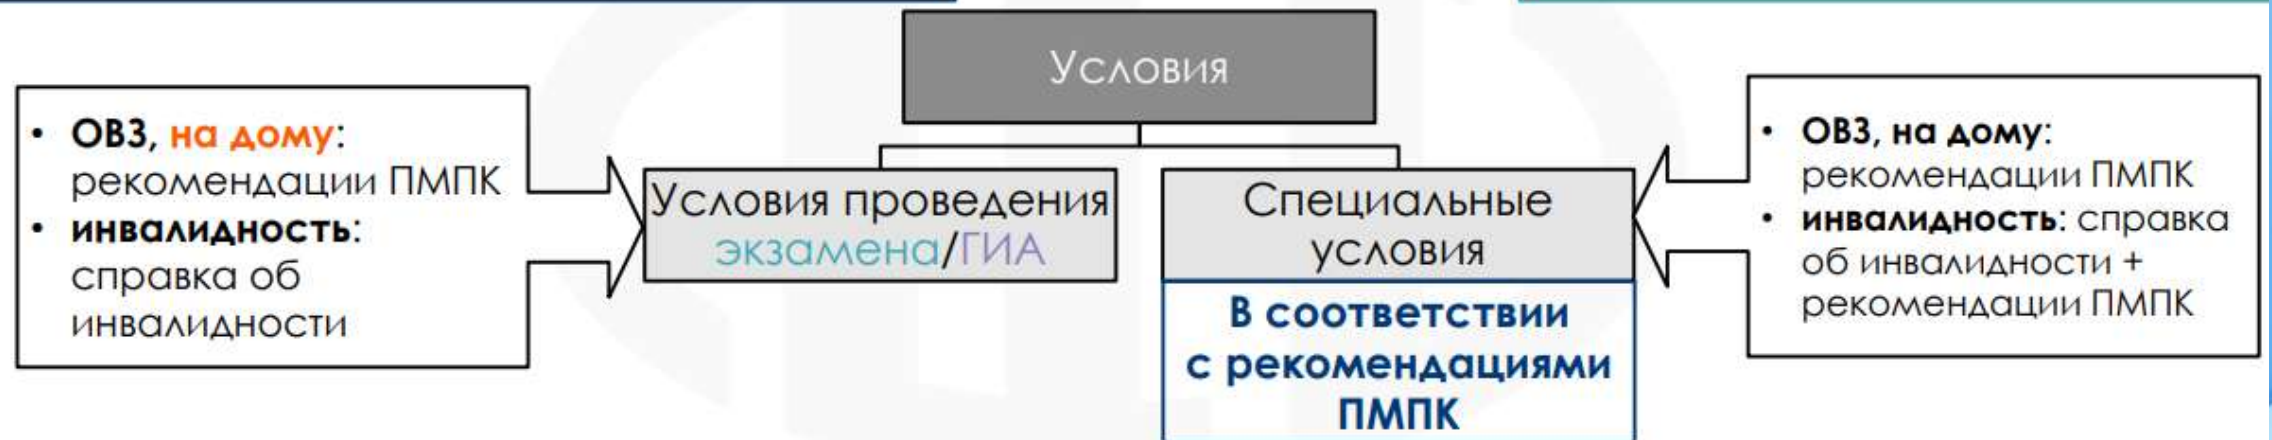 Условия
• ОВЗ, на дому:
рекомендации ПМПК
• инвалидность:
справка об
инвалидности
Условия проведения
экзамена/ГИА
Специальные
условия
В соответствии
с рекомендациями
ПМПК
• ОВЗ, на дому:
рекомендации ПМПК
• инвалидность: справка
об инвалидности +
рекомендации ПМПК